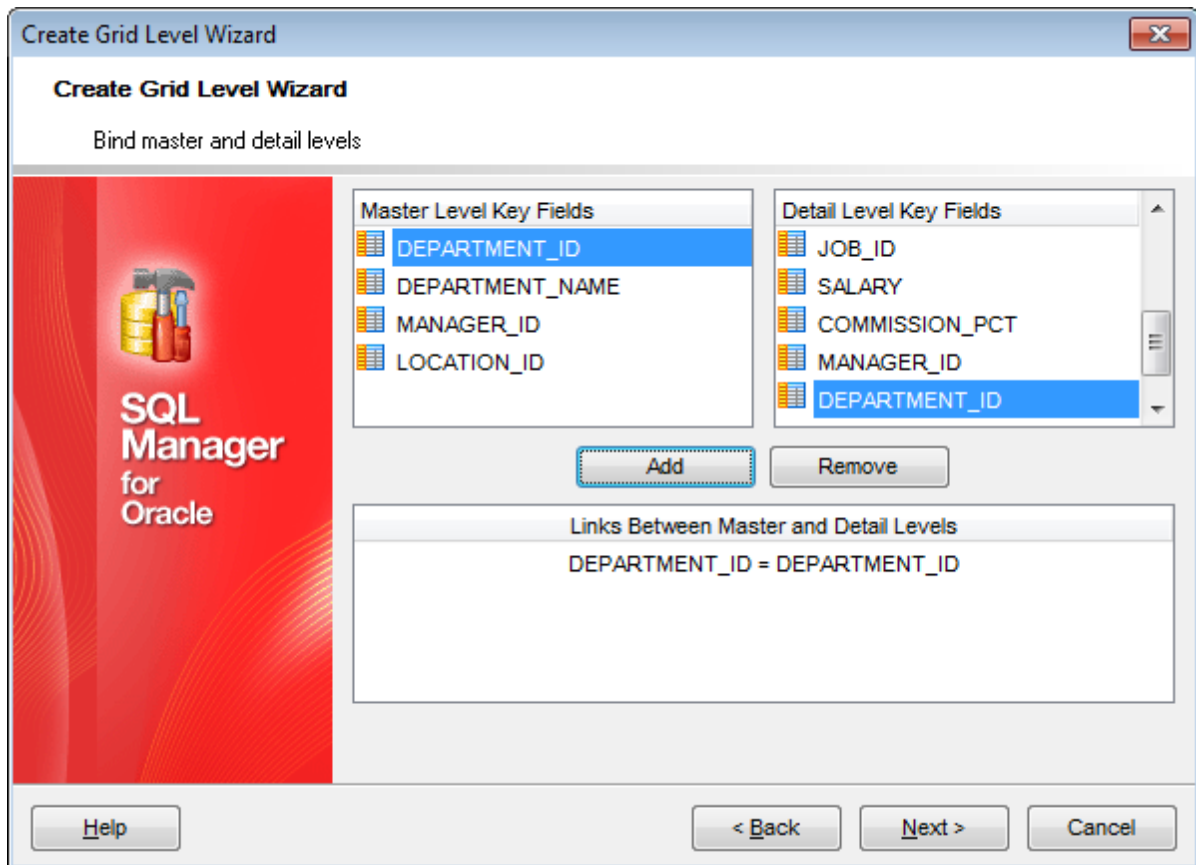 Create Grid Level Wizard
Create Grid Level Wizard
Bind master and detail levels
SQL
Manager
for
Oracle
Master Level Key Fields
DEPARTMENT_ID
DEPARTMENT_NAME
MANAGER_ID
LOCATION_ID
Detail Level Key Fields
JOB_ID
SALARY
COMMISSION_PCT
MANAGER_ID
DEPARTMENT_ID
Add Remove
Links Between Master and Detail Levels
DEPARTMENT_ID = DEPARTMENT_ID
Help < Back Next > Cancel